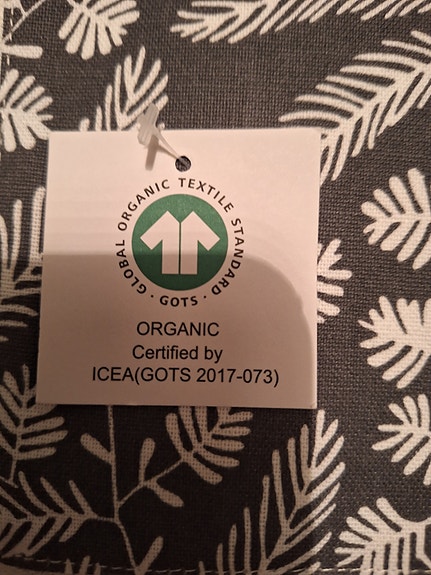 GLOBAL ORGANIC TEXTILE STANDARD
· GOTS ·
ORGANIC
Certified by
ICEA(GOTS 2017-073)